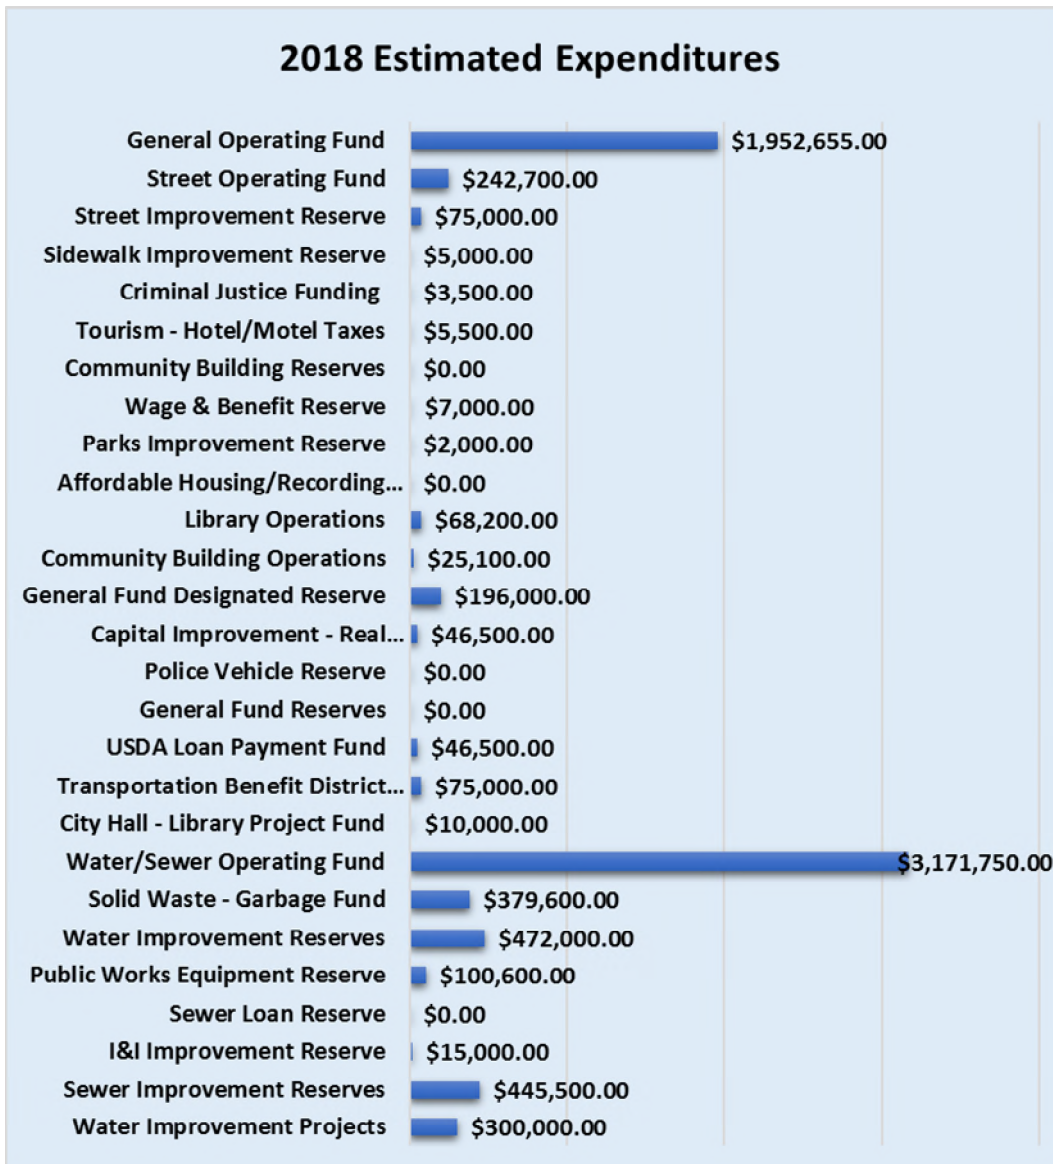 2018 Estimated Expenditures
General Operating Fund $1,952,655.00
Street Operating Fund $242,700.00
Street Improvement Reserve $75,000.00
Sidewalk Improvement Reserve $5,000.00
Criminal Justice Funding $3,500.00
Tourism - Hotel/Motel Taxes $5,500.00
Community Building Reserves $0.00
Wage & Benefit Reserve $7,000.00
Parks Improvement Reserve $2,000.00
Affordable Housing/Recording... $0.00
Library Operations $68,200.00
Community Building Operations $25,100.00
General Fund Designated Reserve $196,000.00
Capital Improvement - Real... $46,500.00
Police Vehicle Reserve $0.00
General Fund Reserves $0.00
USDA Loan Payment Fund $46,500.00
Transportation Benefit District... $75,000.00
City Hall - Library Project Fund $10,000.00
Water/Sewer Operating Fund $3,171,750.00
Solid Waste - Garbage Fund $379,600.00
Water Improvement Reserves $472,000.00
Public Works Equipment Reserve $100,600.00
Sewer Loan Reserve $0.00
I&I Improvement Reserve $15,000.00
Sewer Improvement Reserves $445,500.00
Water Improvement Projects $300,000.00